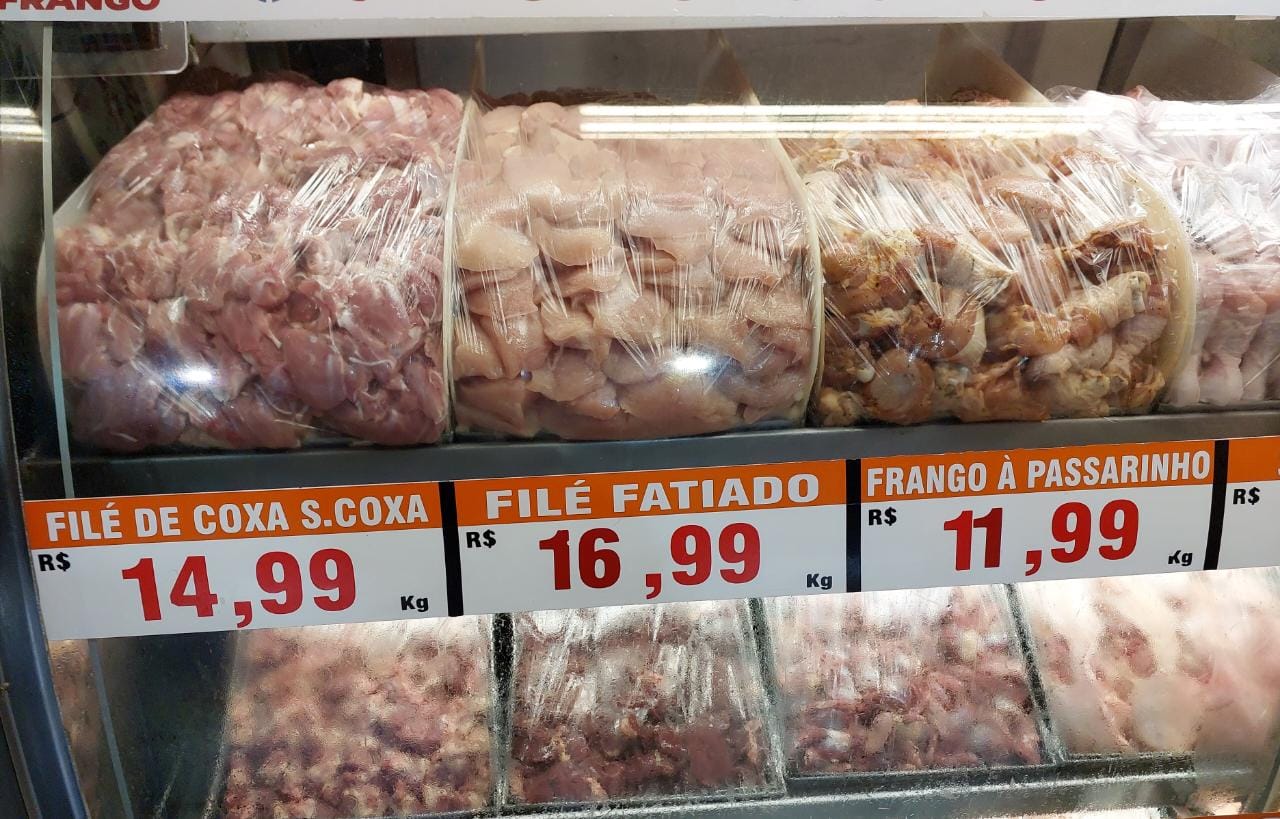 FRANGO
FILÉ DE COXA S.COXA
R$ 14,99 Kg
FILÉ FATIADO
R$ 16,99 Kg
FRANGO À PASSARINHO
R$ 11,99 Kg
R$